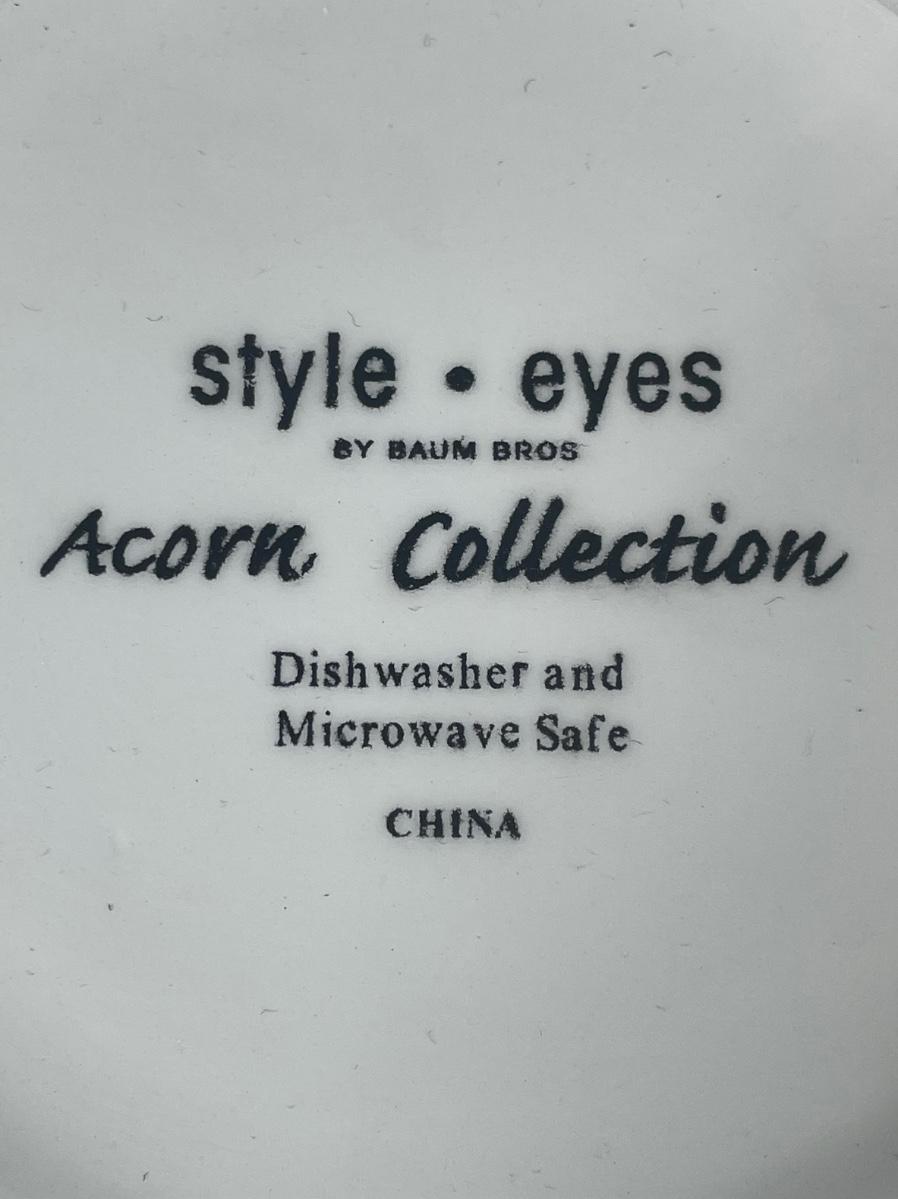 style • eyes
BY BAUM BROS
Acorn Collection
Dishwasher and
Microwave Safe
CHINA